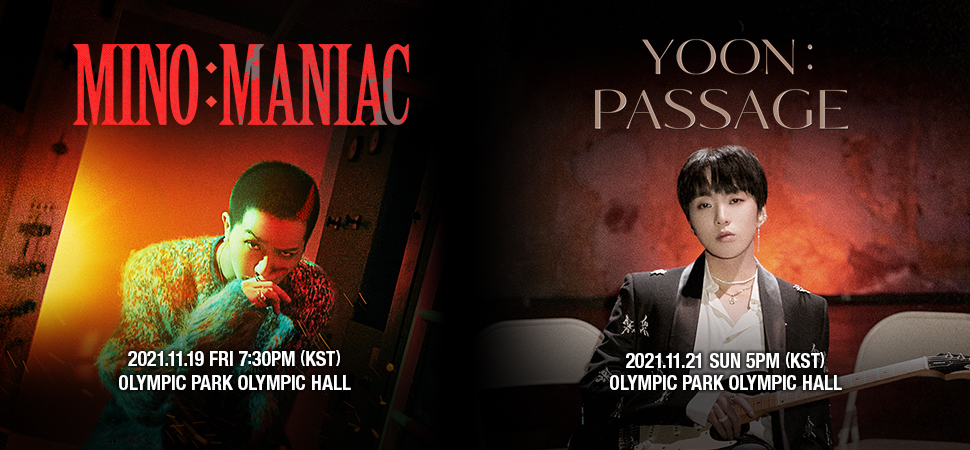 MINO:MANIAC
2021.11.19 FRI 7:30PM (KST)
OLYMPIC PARK OLYMPIC HALL
YOON:
PASSAGE
2021.11.21 SUN 5PM (KST)
OLYMPIC PARK OLYMPIC HALL